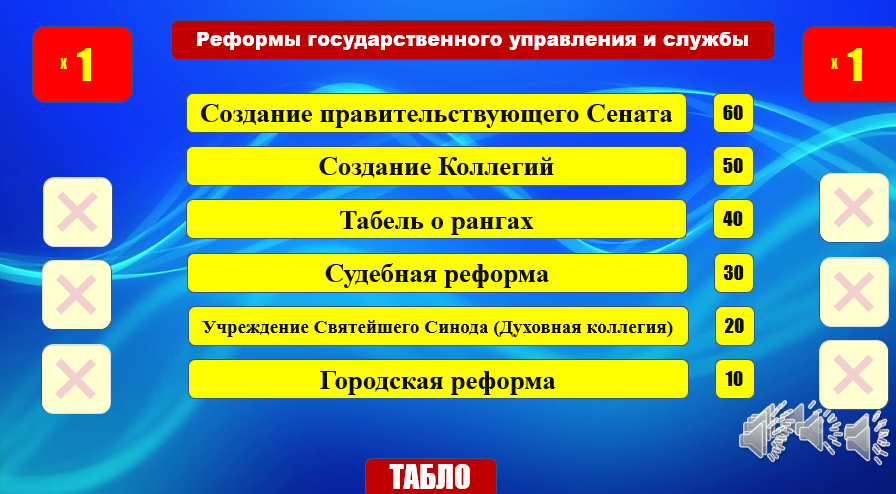 Реформы государственного управления и службы
х 1
х 1
Создание правительствующего Сената 60
Создание Коллегий 50
Табель о рангах 40
Судебная реформа 30
Учреждение Святейшего Синода (Духовная коллегия) 20
Городская реформа 10
ТАБЛО